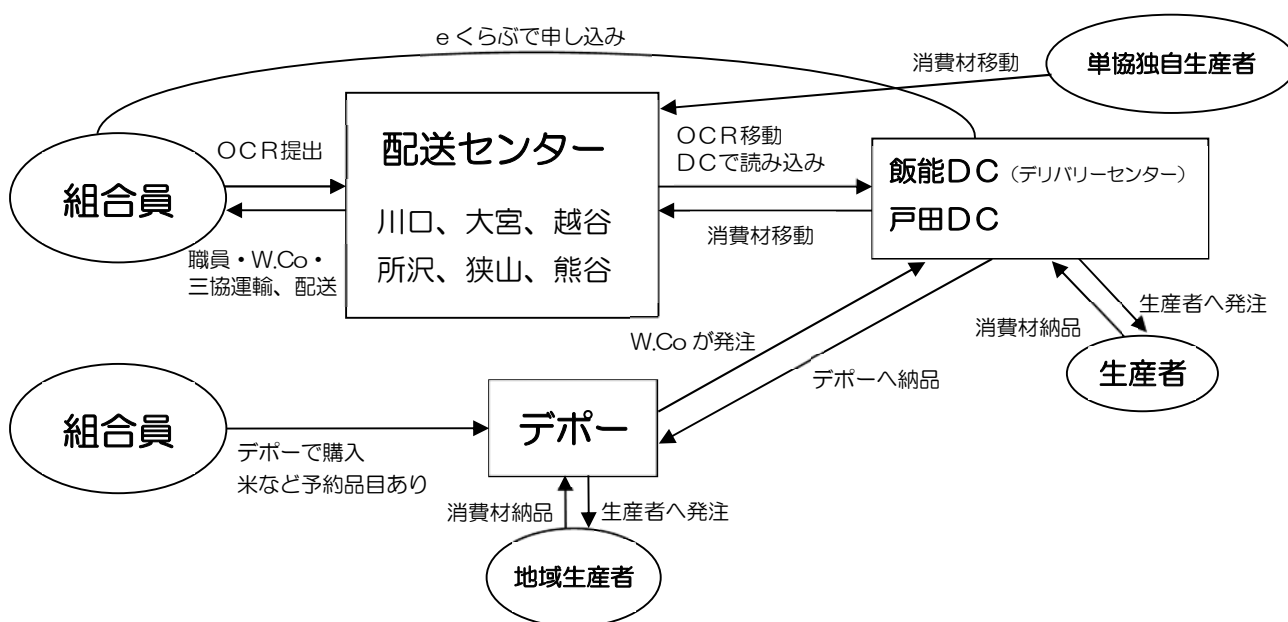 eくらぶで申し込み
消費材移動
単協独自生産者
組合員
OCR提出
職員・W.Co・
三協運輸、配送
配送センター
川口、大宮、越谷
所沢、狭山、熊谷
OCR移動
DCで読み込み
消費材移動
飯能DC（デリバリーセンター）
戸田DC
W.Coが発注
デポーへ納品
消費材納品
生産者へ発注
生産者
組合員
デポーで購入
米など予約品目あり
デポー
消費材納品
生産者へ発注
地域生産者